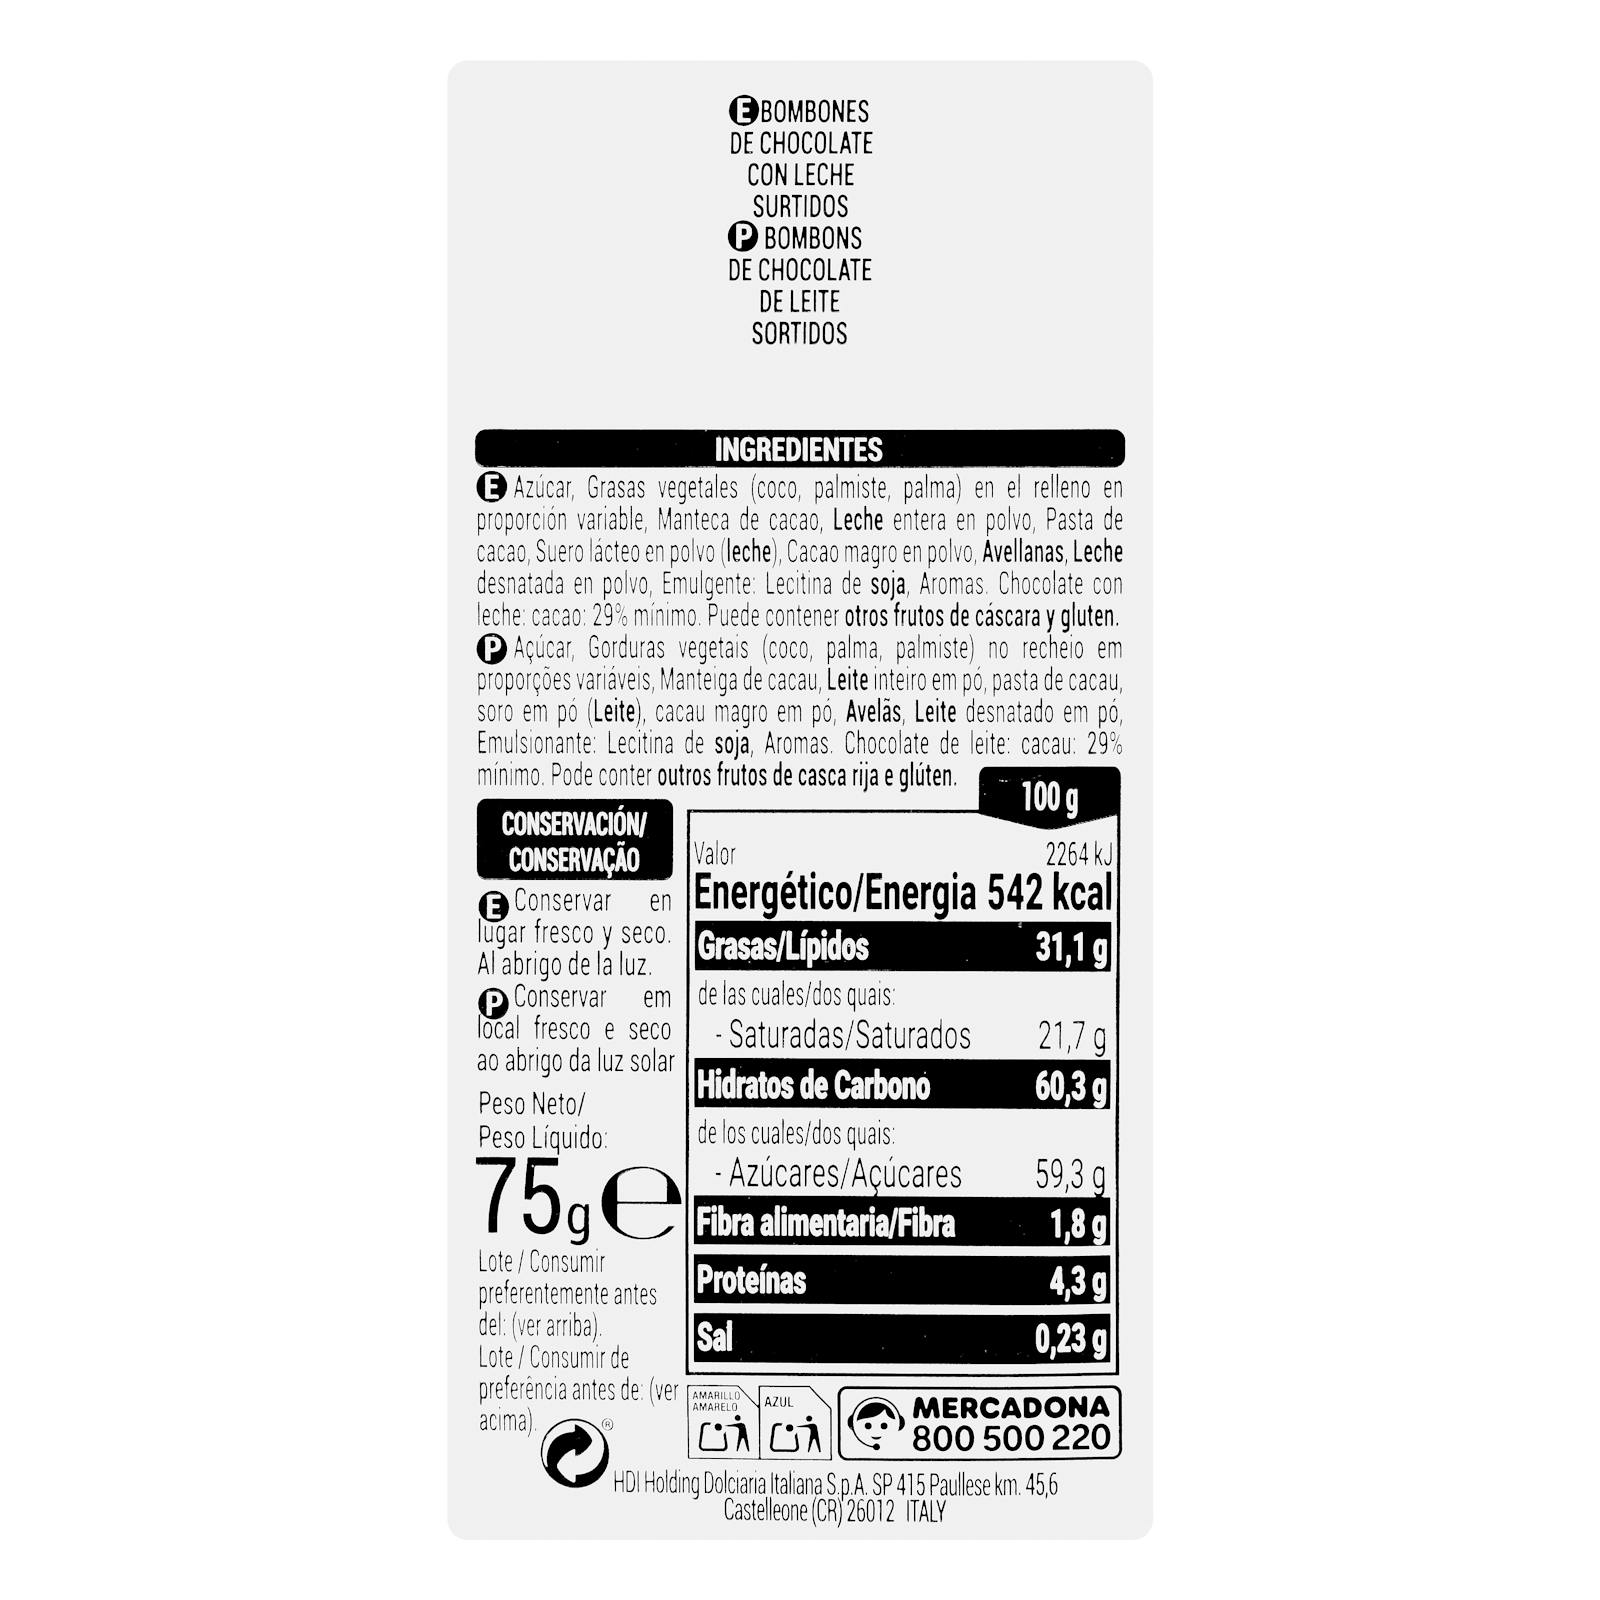 E BOMBONES
DE CHOCOLATE
CON LECHE
SURTIDOS
P BOMBONS
DE CHOCOLATE
DE LEITE
SORTIDOS
INGREDIENTES
E Azúcar, Grasas vegetales (coco, palmiste, palma) en el relleno en
proporción variable, Manteca de cacao, Leche entera en polvo, Pasta de
cacao, Suero lácteo en polvo (leche), Cacao magro en polvo, Avellanas, Leche
desnatada en polvo, Emulgente: Lecitina de soja, Aromas. Chocolate con
leche: cacao: 29% mínimo. Puede contener otros frutos de cáscara y gluten.
P Açúcar, Gorduras vegetais (coco, palma, palmiste) no recheio em
proporções variáveis, Manteiga de cacau, Leite inteiro em pó, pasta de cacau,
soro em pó (Leite), cacau magro em pó, Avelãs, Leite desnatado em pó,
Emulsionante: Lecitina de soja, Aromas. Chocolate de leite: cacau: 29%
mínimo. Pode conter outros frutos de casca rija e glúten.
CONSERVACIÓN/
CONSERVAÇÃO
E Conservar en
lugar fresco y seco.
Al abrigo de la luz.
P Conservar em
local fresco e seco
ao abrigo da luz solar
Peso Neto/
Peso Líquido:
75g e
Lote / Consumir
preferentemente antes
del: (ver arriba).
Lote / Consumir de
preferência antes de: (ver
acima).
100 g
Valor 2264 kJ
Energético/Energia 542 kcal
Grasas/Lípidos 31,1 g
de las cuales/dos quais:
- Saturadas/Saturados 21,7 g
Hidratos de Carbono 60,3 g
de los cuales/dos quais:
- Azúcares/Açúcares 59,3 g
Fibra alimentaria/Fibra 1,8 g
Proteínas 4,3 g
Sal 0,23 g
AMARILLO
AMARELO
AZUL
MERCADONA
800 500 220
®
HDI Holding Dolciaria Italiana S.p.A. SP 415 Paullese km. 45,6
Castelleone (CR) 26012 ITALY